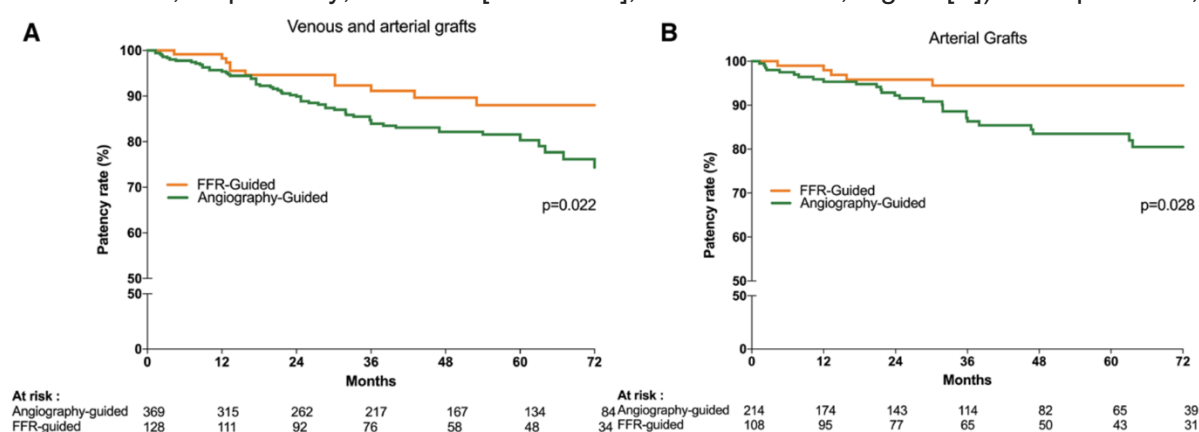 A
Venous and arterial grafts
100
90
80
70
60
50
50
0
Patency rate (%)
FFR-Guided
Angiography-Guided
p=0.022
0 12 24 36 48 60 72
Months
At risk :
Angiography-guided 369 315 262 217 167 134 84
FFR-guided 128 111 92 76 58 48 34
B
Arterial Grafts
100
90
80
70
60
50
50
0
Patency rate (%)
FFR-Guided
Angiography-Guided
p=0.028
0 12 24 36 48 60 72
Months
At risk :
Angiography-guided 214 174 143 114 82 65 39
FFR-guided 108 95 77 65 50 43 31